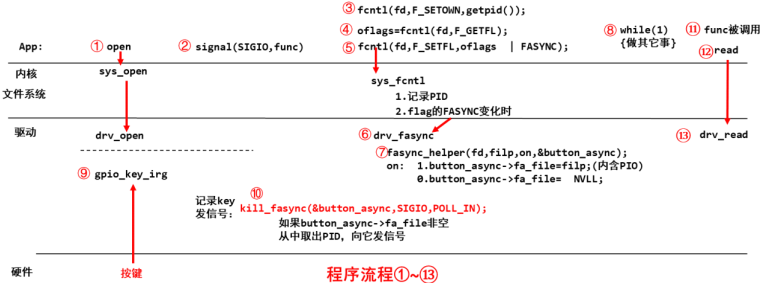 ③ fcntl(fd,F_SETOWN,getpid());
④ oflags=fcntl(fd,F_GETFL);
App: ① open ② signal(SIGIO,func) ⑤ fcntl(fd,F_SETFL,oflags | FASYNC);
⑧ while(1)
{做其它事}
⑪ func被调用
⑫ read
内核
文件系统
sys_open
sys_fcntl
1.记录PID
2.flag的FASYNC变化时
驱动
drv_open
⑥ drv_fasync
⑬ drv_read
⑦ fasync_helper(fd,filp,on,&button_async);
on: 1.button_async->fa_file=filp;(内含PIO)
0.button_async->fa_file= NVLL;
⑨ gpio_key_irg
⑩
记录key
发信号: kill_fasync(&button_async,SIGIO,POLL_IN);
如果button_async->fa_file非空
从中取出PID，向它发信号
硬件
按键
程序流程①~⑬